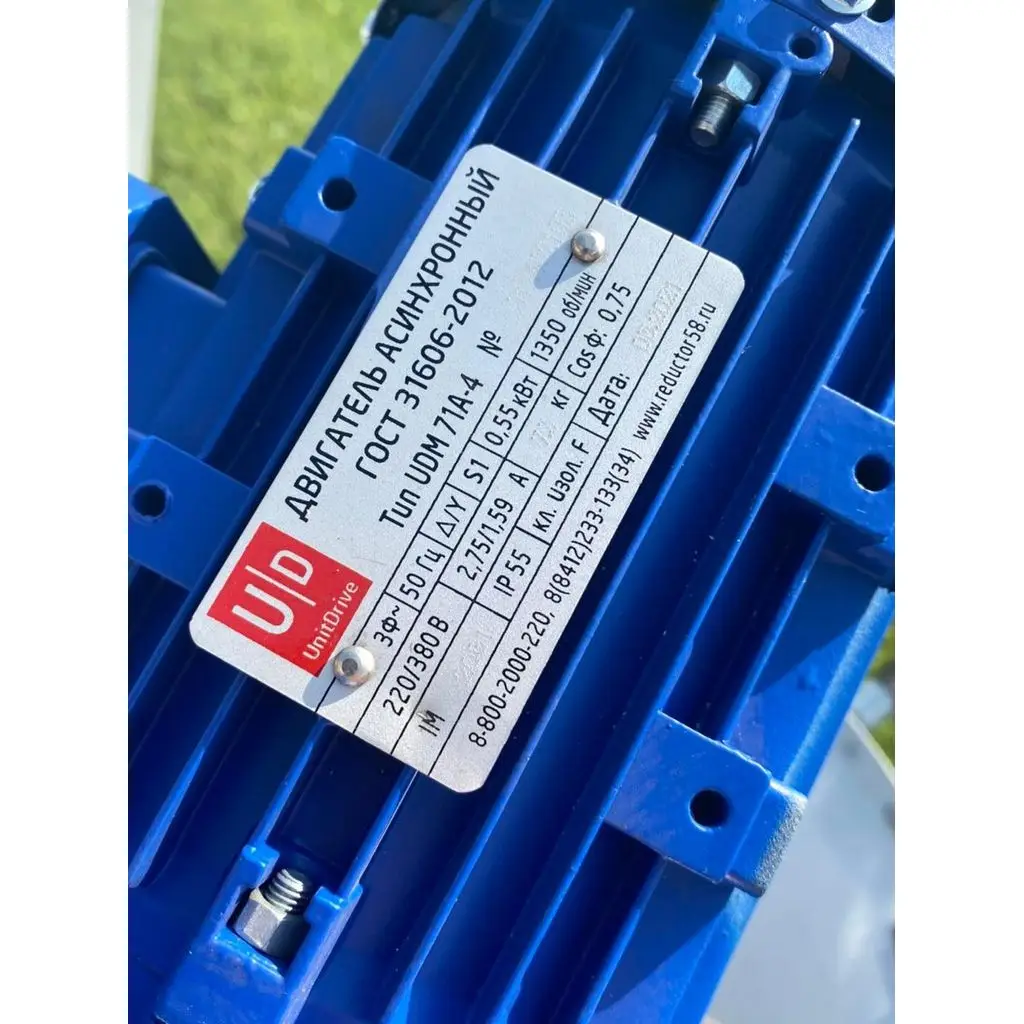 U|D
UnitDrive
ДВИГАТЕЛЬ АСИНХРОННЫЙ
ГОСТ 31606-2012
Тип UDM 71A-4 №
3Ф~ 50 Гц Δ/Y S1 0,55 кВт 1350 об/мин
220/380 В 2,75/1,59 А кг Cos ф: 0,75
IM IP 55 кл. изол. F Дата:
8-800-2000-220, 8(8412)233-133(34) www.reductor58.ru